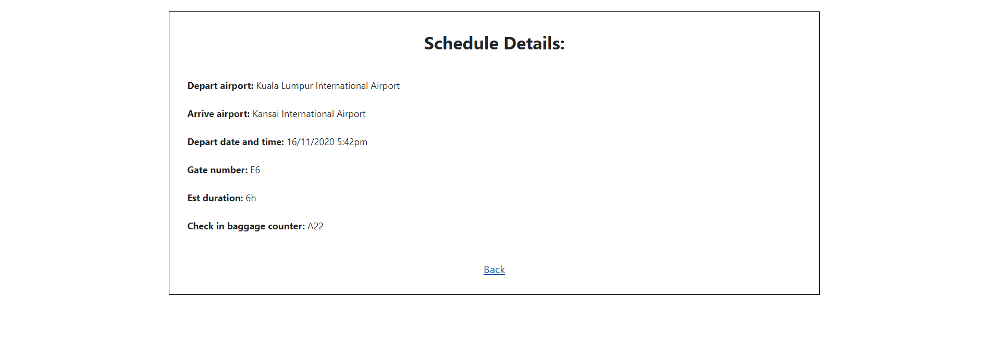 Schedule Details:
Depart airport: Kuala Lumpur International Airport
Arrive airport: Kansai International Airport
Depart date and time: 16/11/2020 5:42pm
Gate number: E6
Est duration: 6h
Check in baggage counter: A22
Back